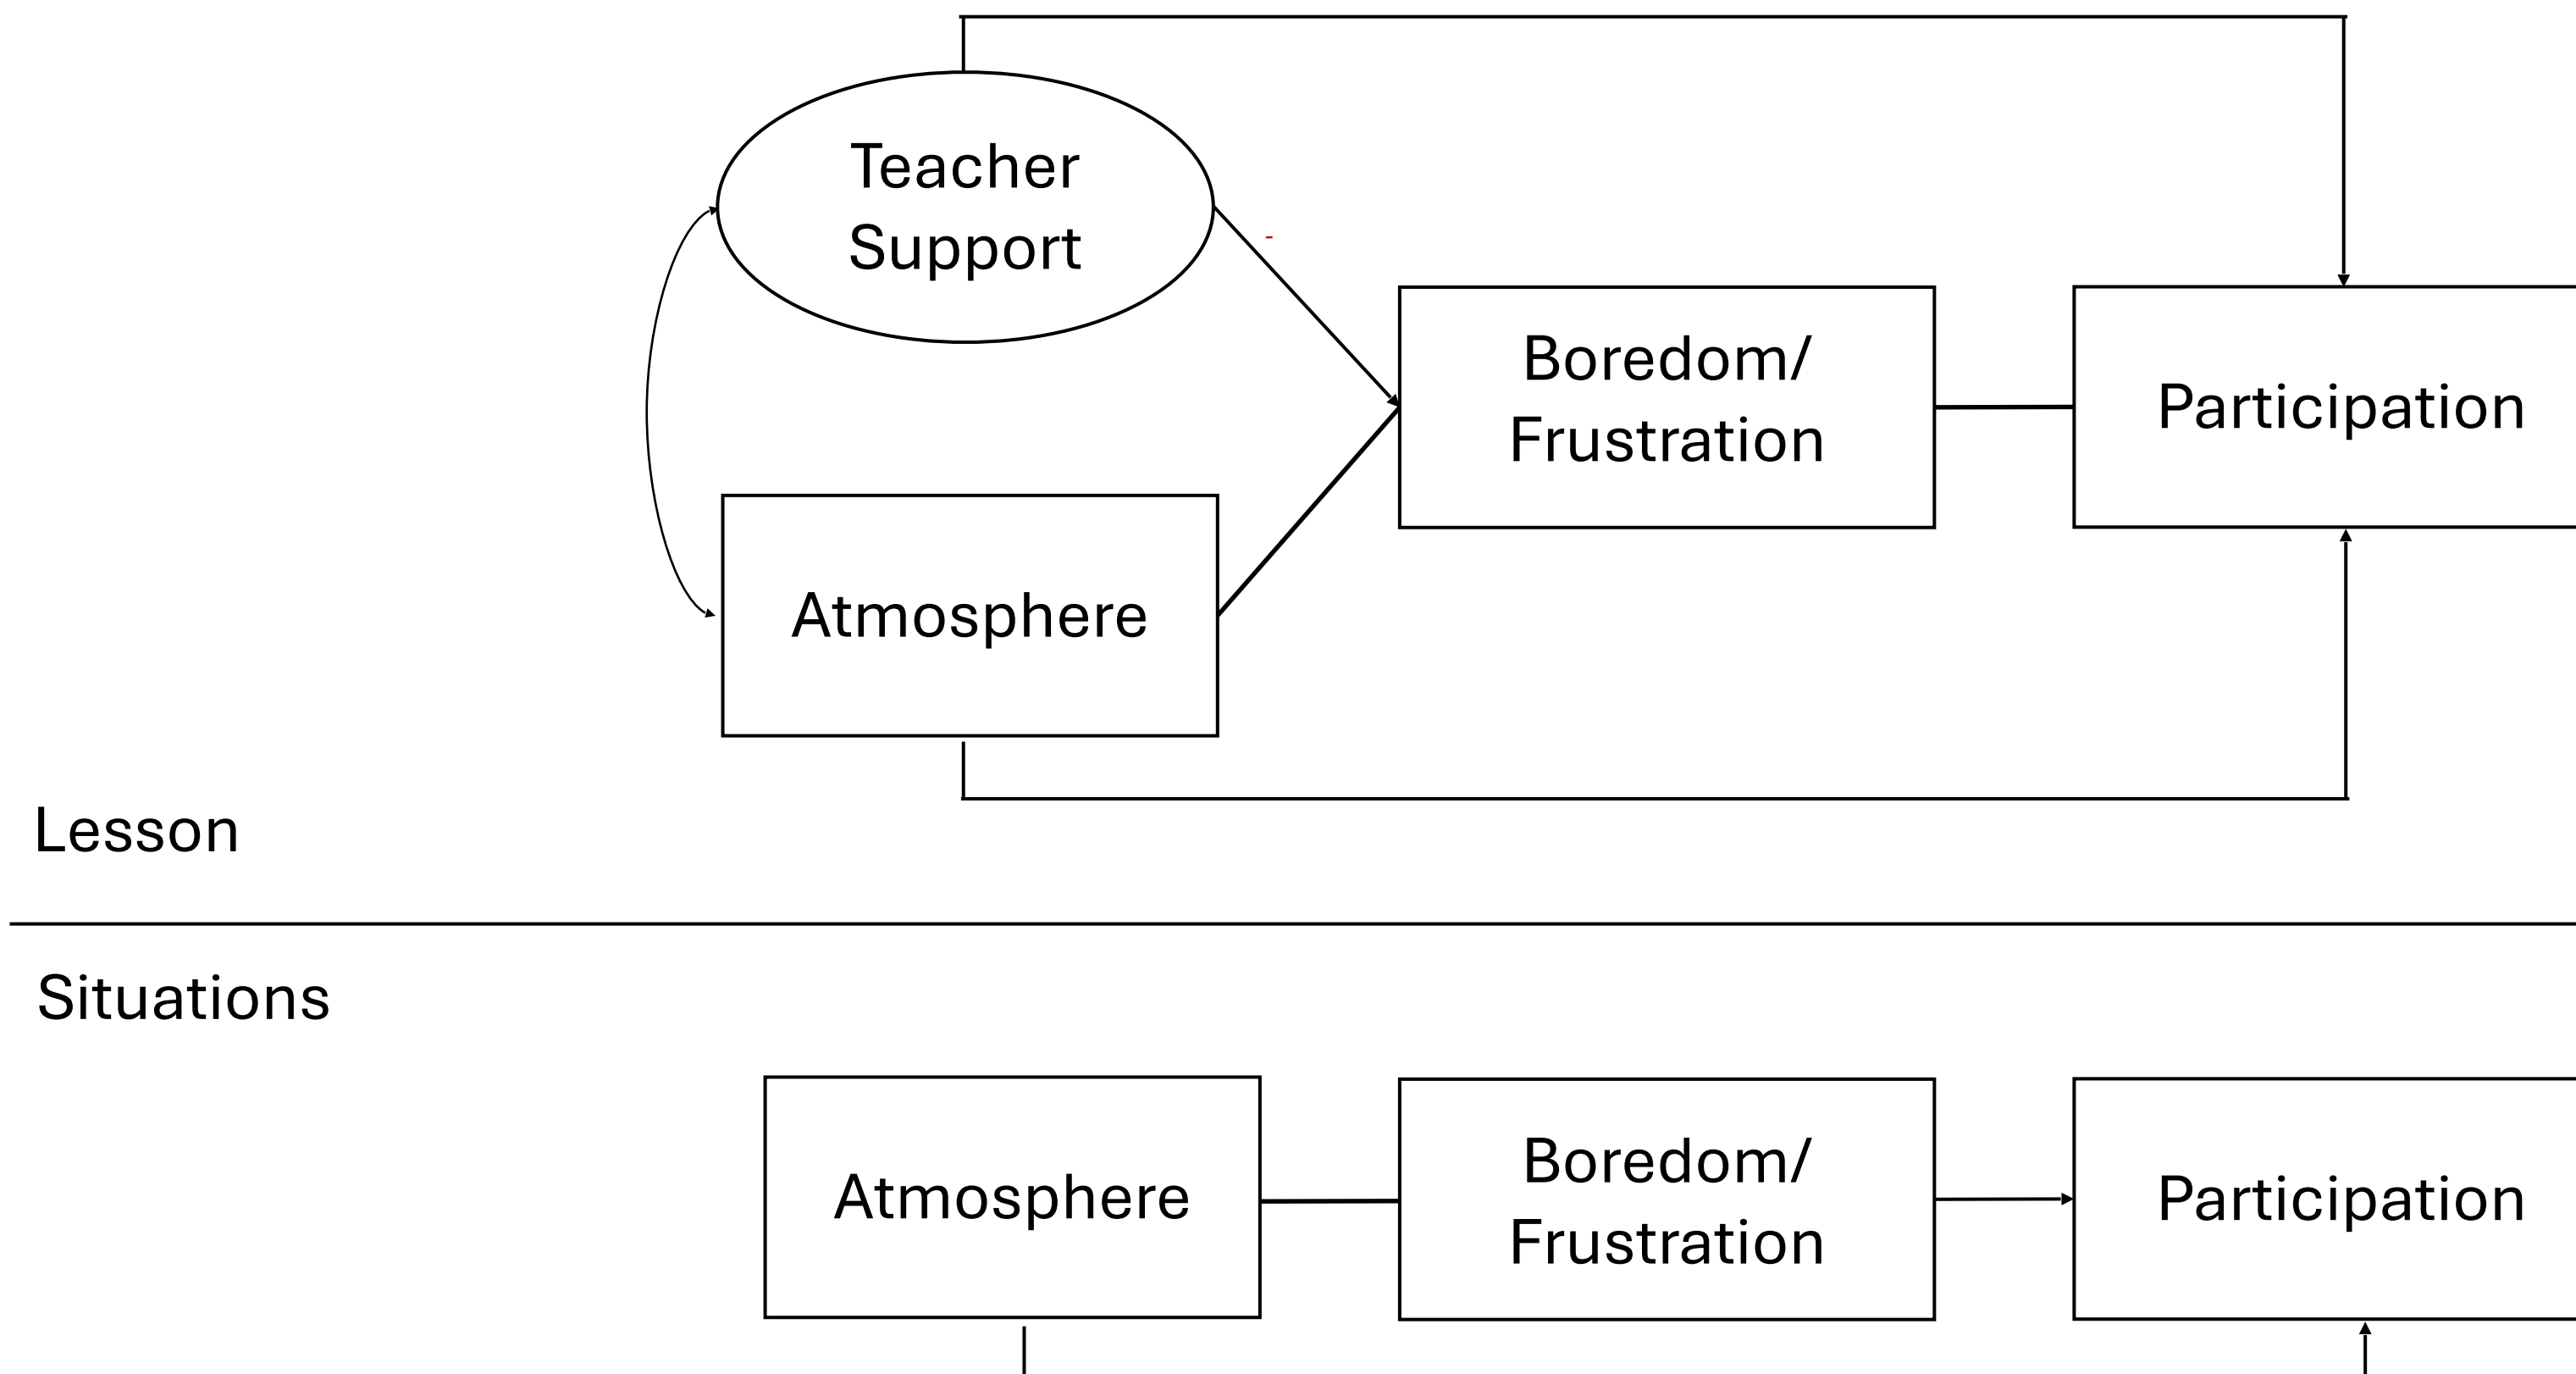 Teacher
Support
-
Boredom/
Frustration
Participation
Atmosphere
Lesson
Situations
Atmosphere
Boredom/
Frustration
Participation